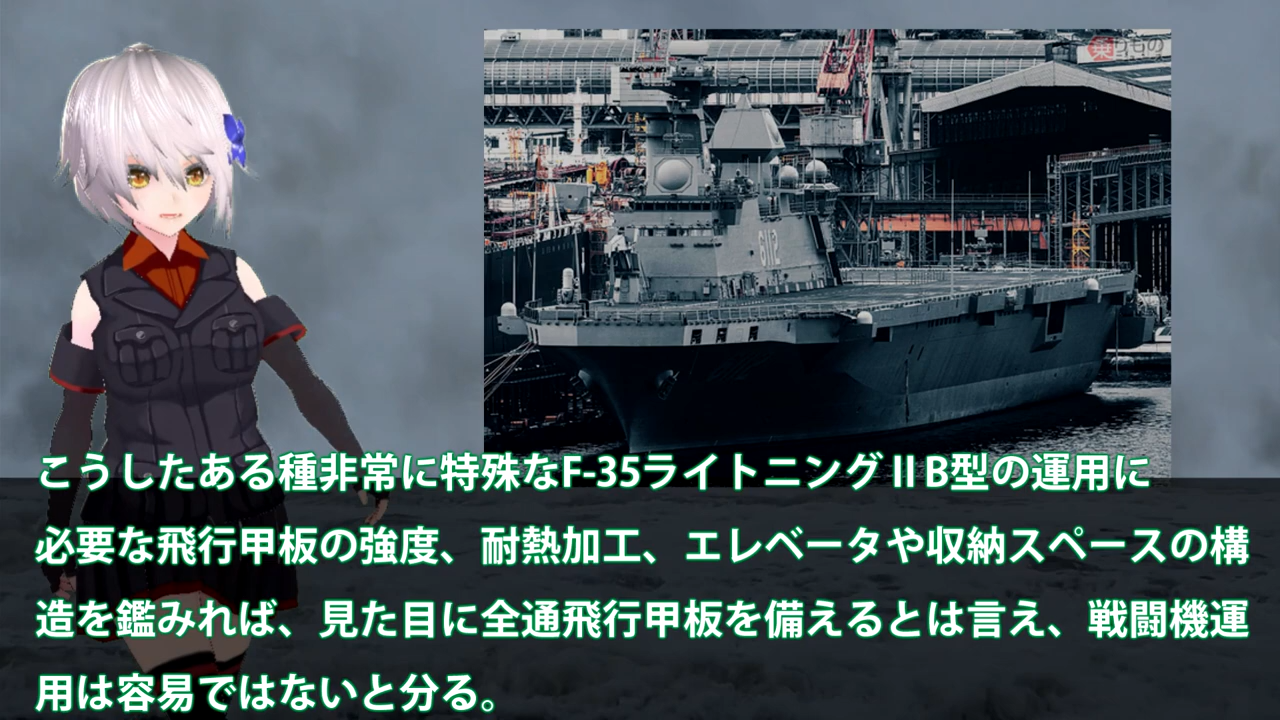 乗りもの
8112
こうしたある種非常に特殊なF-35ライトニングⅡB型の運用に
必要な飛行甲板の強度、耐熱加工、エレベータや収納スペースの構
造を鑑みれば、見た目に全通飛行甲板を備えるとは言え、戦闘機運
用は容易ではないと分る。